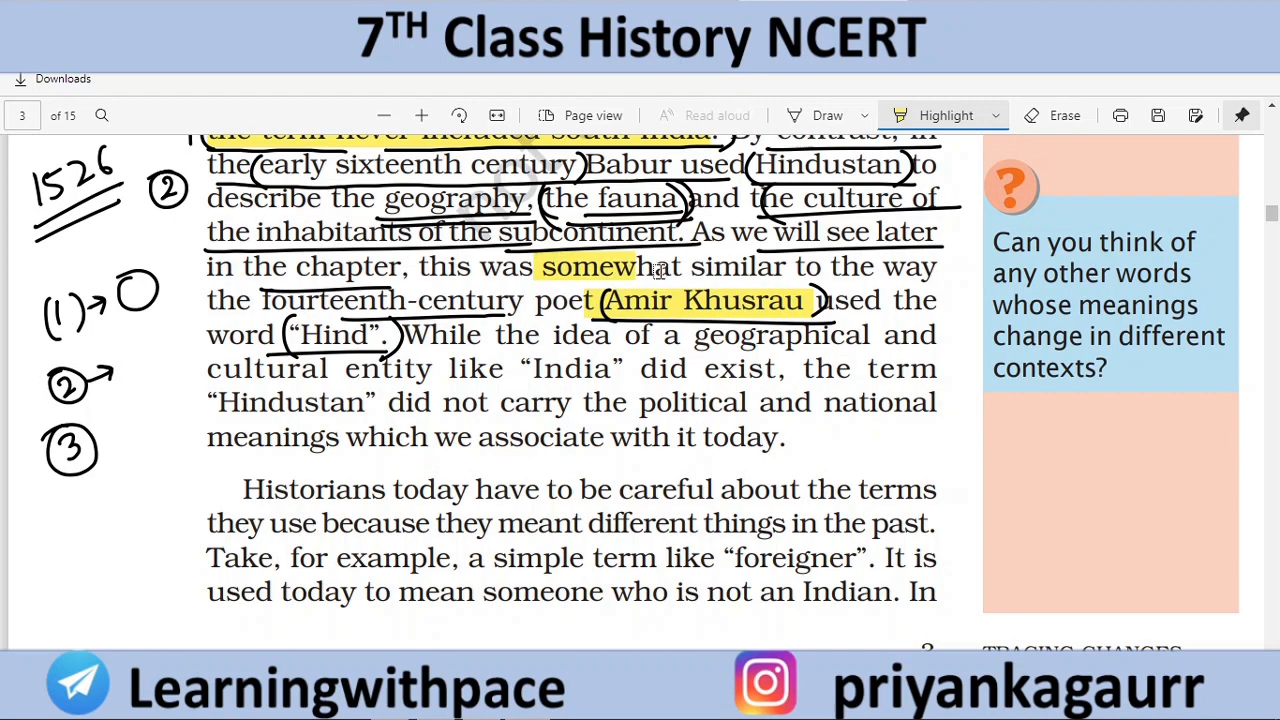 7TH Class History NCERT
Downloads
3 of 15 Page view Read aloud Draw Highlight Erase
the term never included south India. By contrast, in
the early sixteenth century Babur used Hindustan to
describe the geography, the fauna and the culture of
the inhabitants of the subcontinent. As we will see later
in the chapter, this was somewhat similar to the way
the fourteenth-century poet Amir Khusrau used the
word “Hind”. While the idea of a geographical and
cultural entity like “India” did exist, the term
“Hindustan” did not carry the political and national
meanings which we associate with it today.
Historians today have to be careful about the terms
they use because they meant different things in the past.
Take, for example, a simple term like “foreigner”. It is
used today to mean someone who is not an Indian. In
1526
2
(1)
2
3
?
Can you think of
any other words
whose meanings
change in different
contexts?
3 TRACING CHANGES
Learningwithpace
priyankagaurr